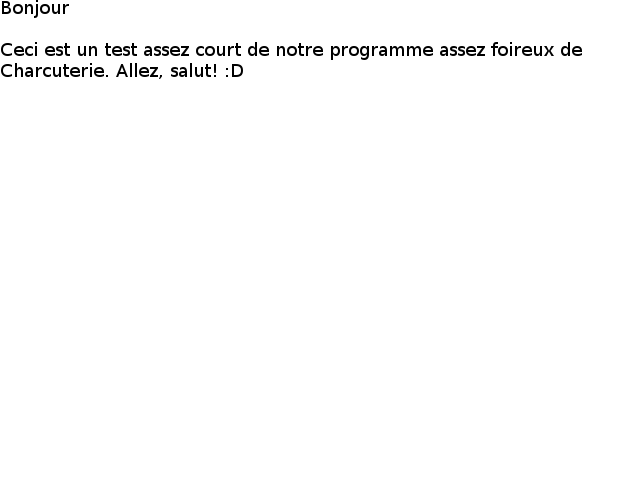 Bonjour
Ceci est un test assez court de notre programme assez foireux de
Charcuterie. Allez, salut! :D